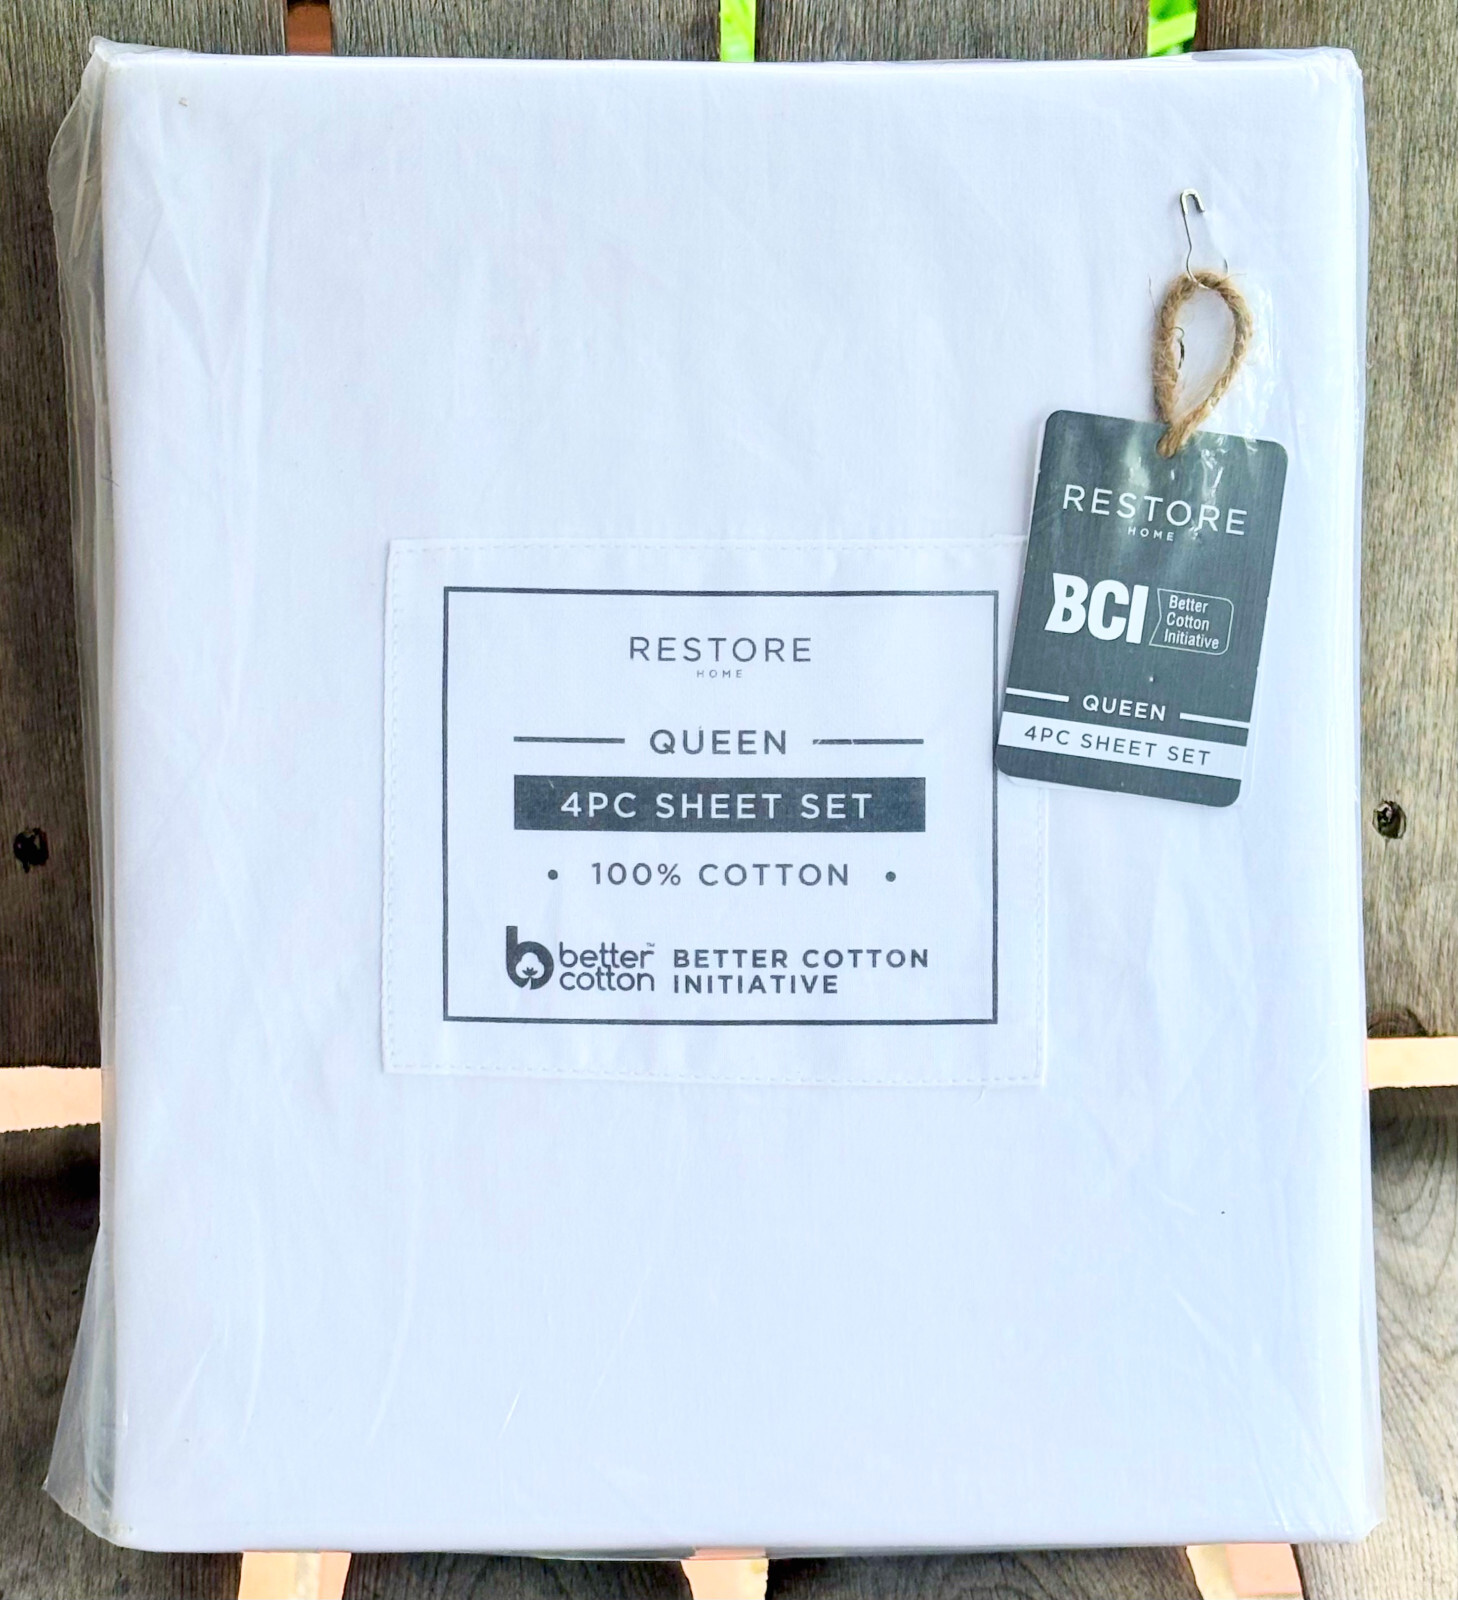 RESTORE
HOME
QUEEN
4PC SHEET SET
• 100% COTTON •
better™
cotton
BETTER COTTON
INITIATIVE
RESTORE
HOME
BCI
Better
Cotton
Initiative
QUEEN
4PC SHEET SET